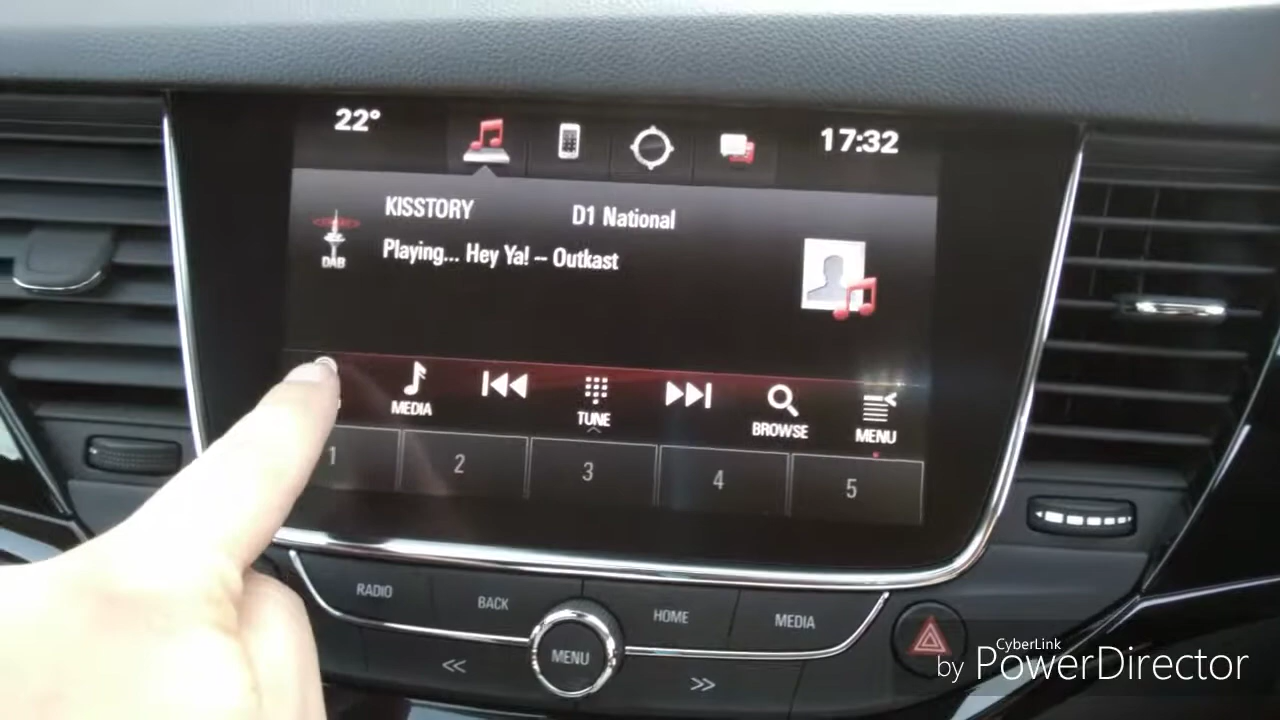 22°
17:32
KISSTORY
D1 National
DAB
Playing... Hey Ya! -- Outkast
MEDIA
TUNE
BROWSE
MENU
1
2
3
4
5
RADIO
BACK
HOME
MEDIA
MENU
<<
>>
CyberLink
by PowerDirector